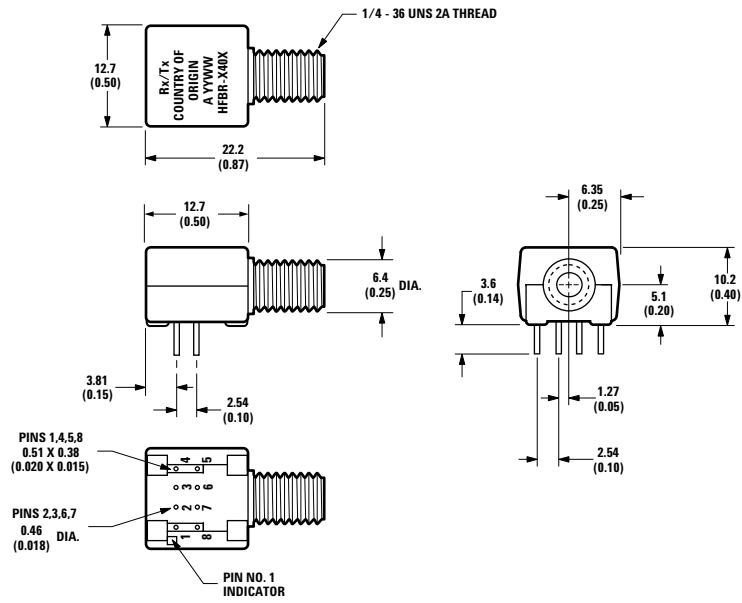 1/4 - 36 UNS 2A THREAD
12.7
(0.50)
Rx/Tx
COUNTRY OF
ORIGIN
A YYWW
HFBR-X40X
22.2
(0.87)
12.7
(0.50)
6.4
(0.25) DIA.
3.81
(0.15)
2.54
(0.10)
6.35
(0.25)
3.6
(0.14)
10.2
(0.40)
5.1
(0.20)
1.27
(0.05)
2.54
(0.10)
PINS 1,4,5,8
0.51 X 0.38
(0.020 X 0.015)
PINS 2,3,6,7
0.46
(0.018) DIA.
4 5
3 6
2 7
1 8
PIN NO. 1
INDICATOR